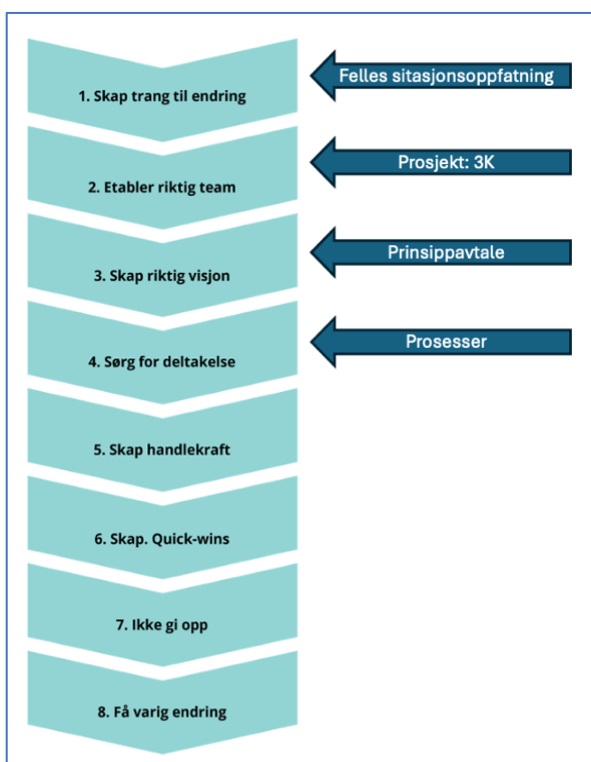 Felles sitasjonsoppfatning
1. Skap trang til endring
Prosjekt: 3K
2. Etabler riktig team
Prinsippavtale
3. Skap riktig visjon
Prosesser
4. Sørg for deltakelse
5. Skap handlekraft
6. Skap. Quick-wins
7. Ikke gi opp
8. Få varig endring